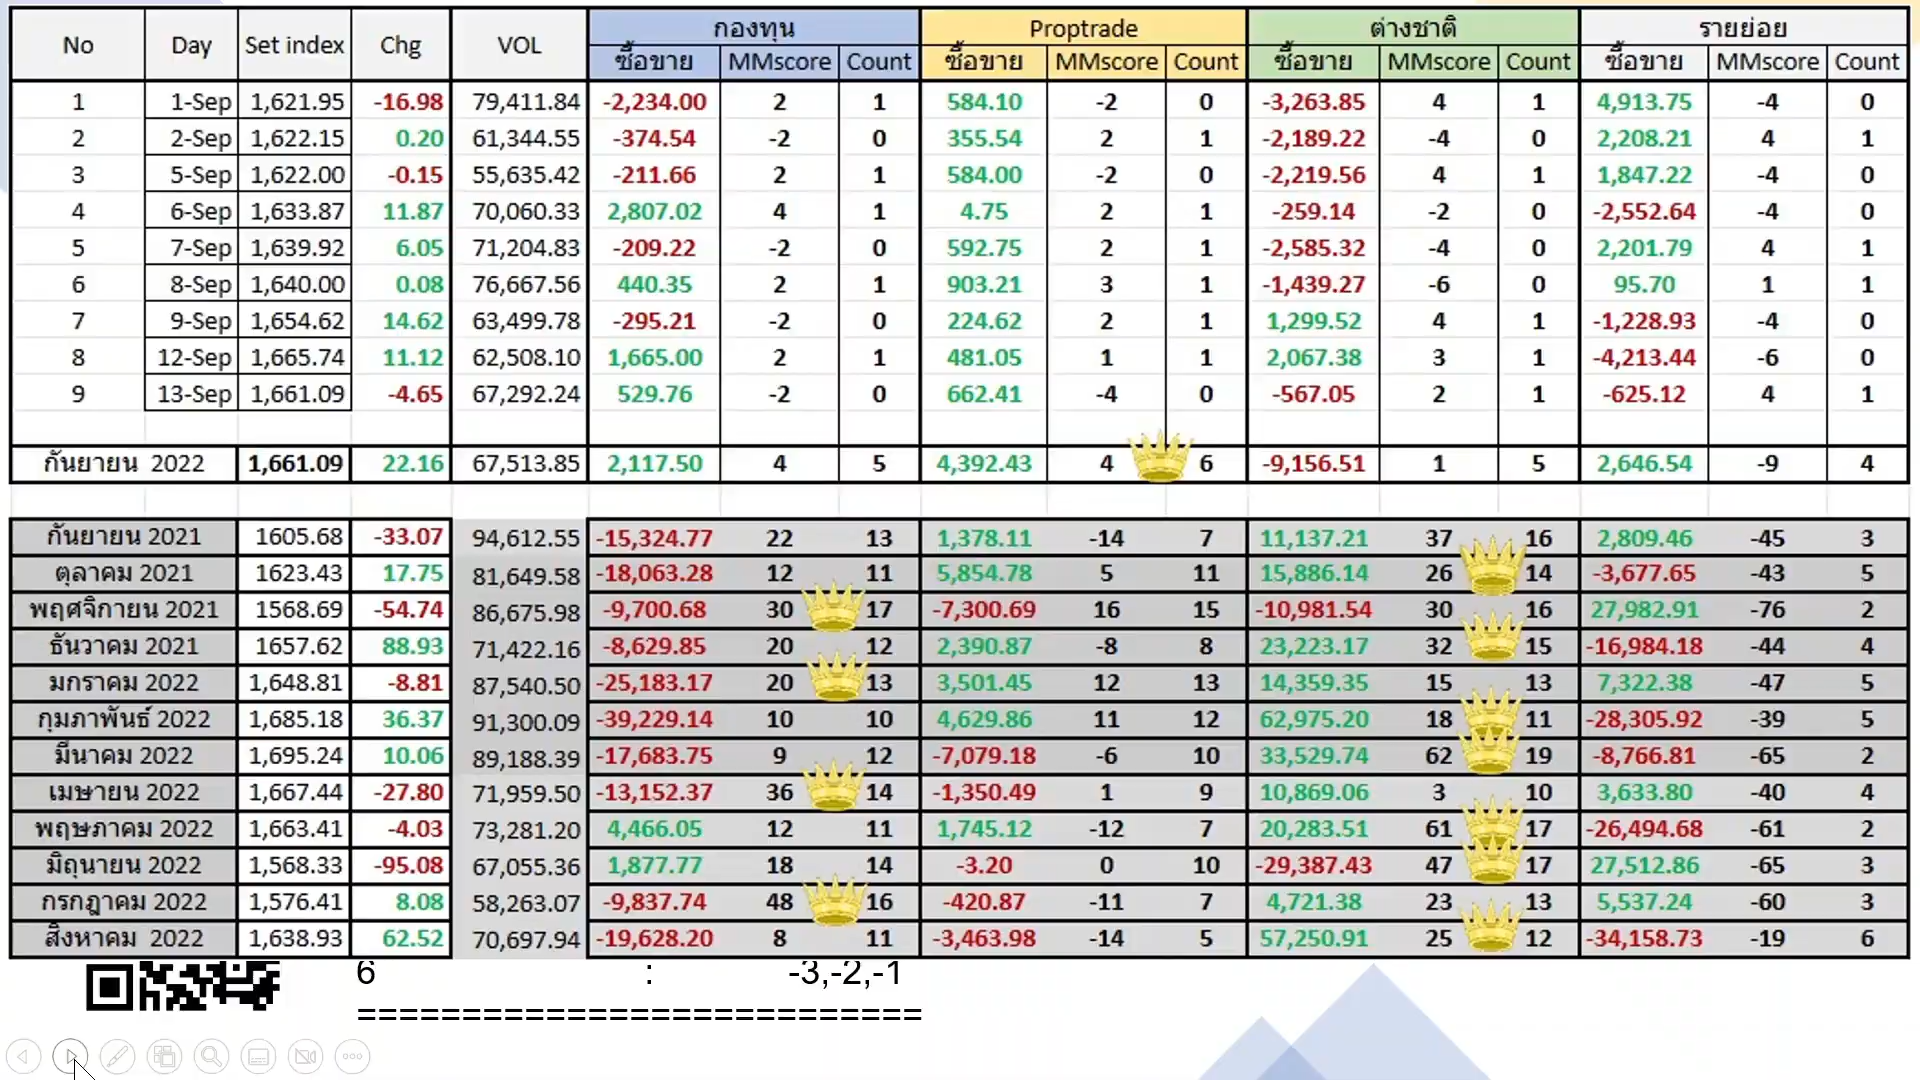 No Day Set index Chg VOL กองทุน Proptrade ต่างชาติ รายย่อย
ซื้อขาย MMscore Count ซื้อขาย MMscore Count ซื้อขาย MMscore Count ซื้อขาย MMscore Count
1 1-Sep 1,621.95 -16.98 79,411.84 -2,234.00 2 1 584.10 -2 0 -3,263.85 4 1 4,913.75 -4 0
2 2-Sep 1,622.15 0.20 61,344.55 -374.54 -2 0 355.54 2 1 -2,189.22 -4 0 2,208.21 4 1
3 5-Sep 1,622.00 -0.15 55,635.42 -211.66 2 1 584.00 -2 0 -2,219.56 4 1 1,847.22 -4 0
4 6-Sep 1,633.87 11.87 70,060.33 2,807.02 4 1 4.75 2 1 -259.14 -2 0 -2,552.64 -4 0
5 7-Sep 1,639.92 6.05 71,204.83 -209.22 -2 0 592.75 2 1 -2,585.32 -4 0 2,201.79 4 1
6 8-Sep 1,640.00 0.08 76,667.56 440.35 2 1 903.21 3 1 -1,439.27 -6 0 95.70 1 1
7 9-Sep 1,654.62 14.62 63,499.78 -295.21 -2 0 224.62 2 1 1,299.52 4 1 -1,228.93 -4 0
8 12-Sep 1,665.74 11.12 62,508.10 1,665.00 2 1 481.05 1 1 2,067.38 3 1 -4,213.44 -6 0
9 13-Sep 1,661.09 -4.65 67,292.24 529.76 -2 0 662.41 -4 0 -567.05 2 1 -625.12 4 1
กันยายน 2022 1,661.09 22.16 67,513.85 2,117.50 4 5 4,392.43 4 6 -9,156.51 1 5 2,646.54 -9 4
กันยายน 2021 1605.68 -33.07 94,612.55 -15,324.77 22 13 1,378.11 -14 7 11,137.21 37 16 2,809.46 -45 3
ตุลาคม 2021 1623.43 17.75 81,649.58 -18,063.28 12 11 5,854.78 5 11 15,886.14 26 14 -3,677.65 -43 5
พฤศจิกายน 2021 1568.69 -54.74 86,675.98 -9,700.68 30 17 -7,300.69 16 15 -10,981.54 30 16 27,982.91 -76 2
ธันวาคม 2021 1657.62 88.93 71,422.16 -8,629.85 20 12 2,390.87 -8 8 23,223.17 32 15 -16,984.18 -44 4
มกราคม 2022 1,648.81 -8.81 87,540.50 -25,183.17 20 13 3,501.45 12 13 14,359.35 15 13 7,322.38 -47 5
กุมภาพันธ์ 2022 1,685.18 36.37 91,300.09 -39,229.14 10 10 4,629.86 11 12 62,975.20 18 11 -28,305.92 -39 5
มีนาคม 2022 1,695.24 10.06 89,188.39 -17,683.75 9 12 -7,079.18 -6 10 33,529.74 62 19 -8,766.81 -65 2
เมษายน 2022 1,667.44 -27.80 71,959.50 -13,152.37 36 14 -1,350.49 1 9 10,869.06 3 10 3,633.80 -40 4
พฤษภาคม 2022 1,663.41 -4.03 73,281.20 4,466.05 12 11 1,745.12 -12 7 20,283.51 61 17 -26,494.68 -61 2
มิถุนายน 2022 1,568.33 -95.08 67,055.36 1,877.77 18 14 -3.20 0 10 -29,387.43 47 17 27,512.86 -65 3
กรกฎาคม 2022 1,576.41 8.08 58,263.07 -9,837.74 48 16 -420.87 -11 7 4,721.38 23 13 5,537.24 -60 3
สิงหาคม 2022 1,638.93 62.52 70,697.94 -19,628.20 8 11 -3,463.98 -14 5 57,250.91 25 12 -34,158.73 -19 6
6 : -3,-2,-1
===========================